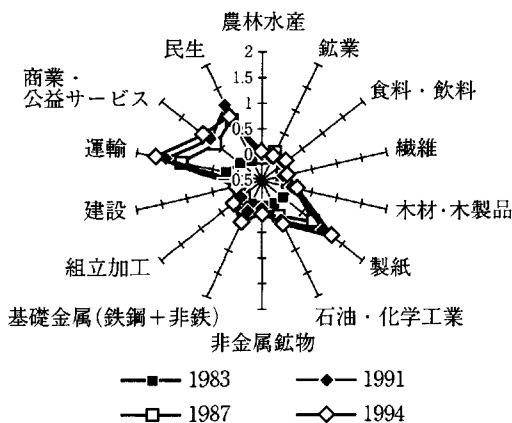 農林水産
鉱業
食料・飲料
繊維
木材・木製品
製紙
石油・化学工業
非金属鉱物
基礎金属(鉄鋼＋非鉄)
組立加工
建設
運輸
商業・
公益サービス
民生
2
1.5
1
0.5
0
-0.5
1983
1991
1987
1994